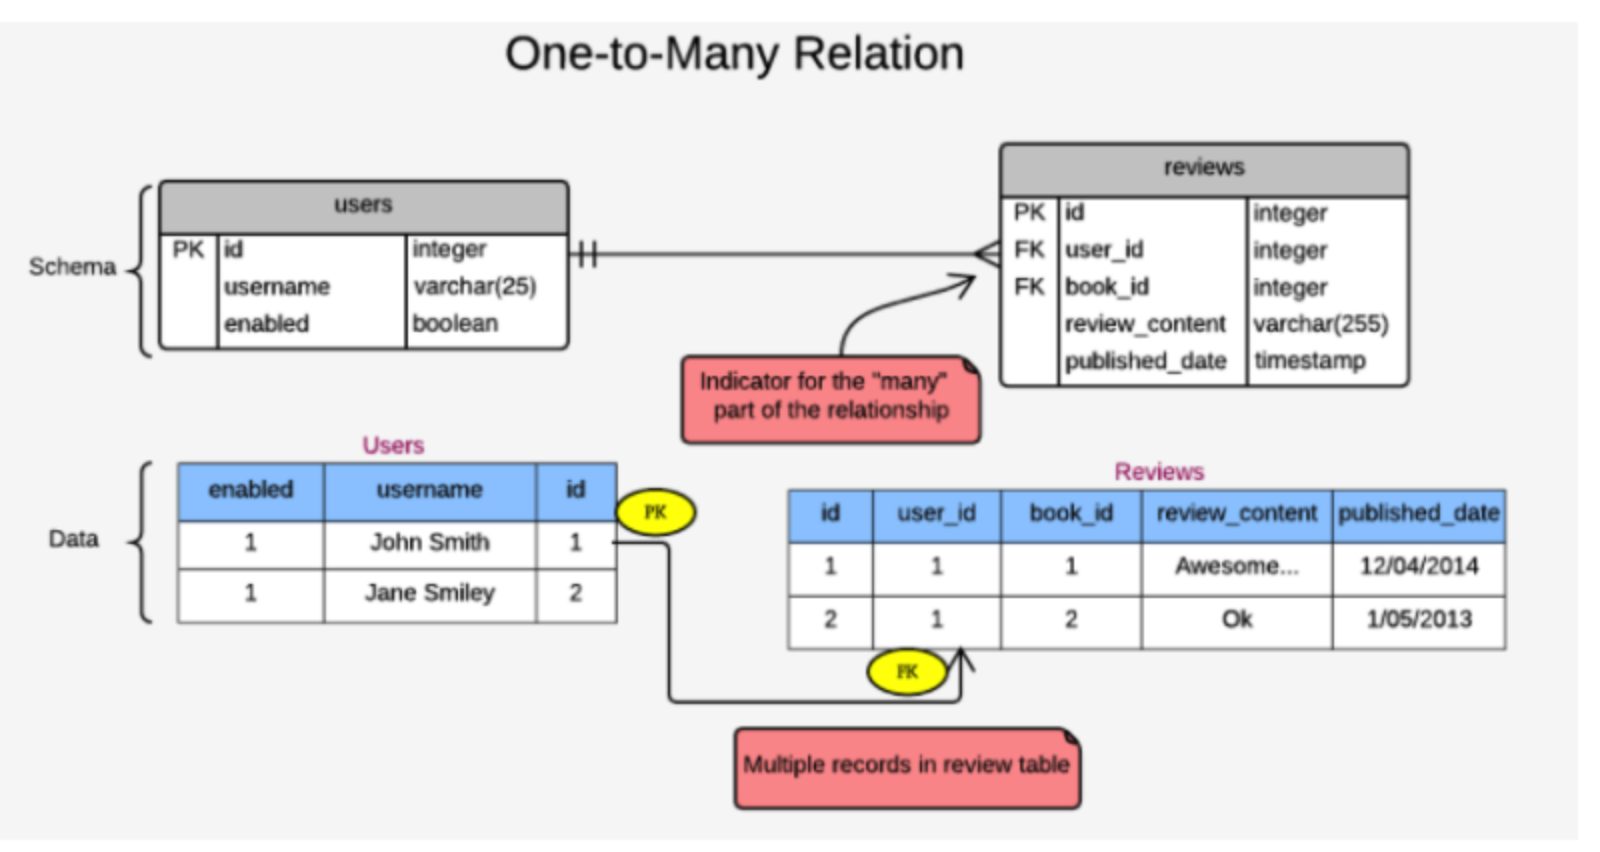 One-to-Many Relation
Schema
users
PK id integer
username varchar(25)
enabled boolean
reviews
PK id integer
FK user_id integer
FK book_id integer
review_content varchar(255)
published_date timestamp
Indicator for the "many"
part of the relationship
Data
Users
enabled username id
1 John Smith 1
1 Jane Smiley 2
PK
Reviews
id user_id book_id review_content published_date
1 1 1 Awesome... 12/04/2014
2 1 2 Ok 1/05/2013
FK
Multiple records in review table